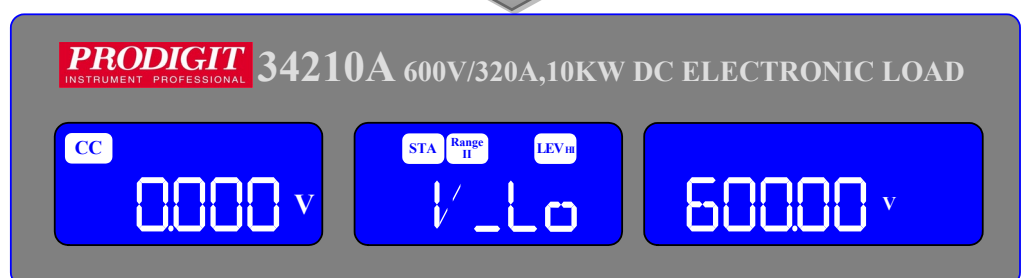 PRODIGIT
INSTRUMENT PROFESSIONAL
34210A 600V/320A,10KW DC ELECTRONIC LOAD
CC
0.000 V
STA Range II LEV HI
V_Lo
600.00 V